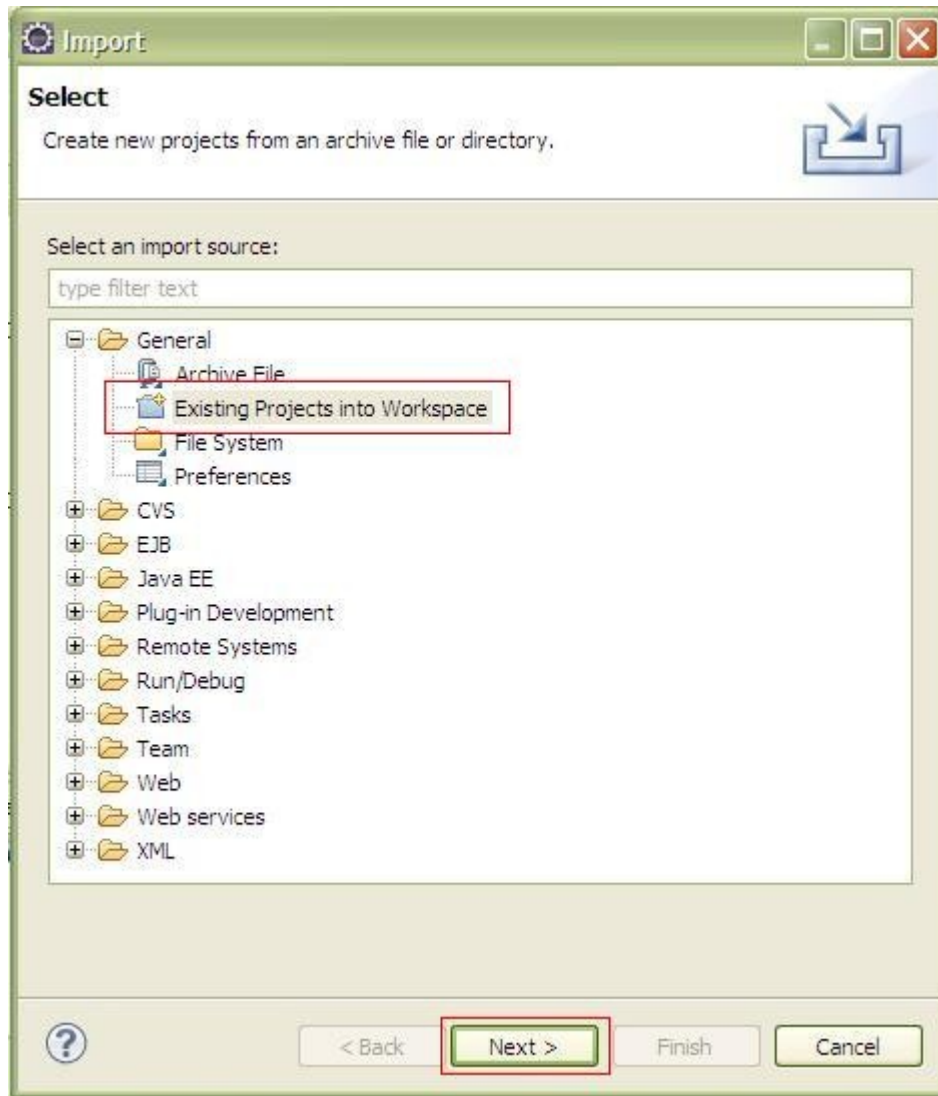 Import
Select
Create new projects from an archive file or directory.
Select an import source:
type filter text
General
Archive File
Existing Projects into Workspace
File System
Preferences
CVS
EJB
Java EE
Plug-in Development
Remote Systems
Run/Debug
Tasks
Team
Web
Web services
XML
?
< Back Next > Finish Cancel